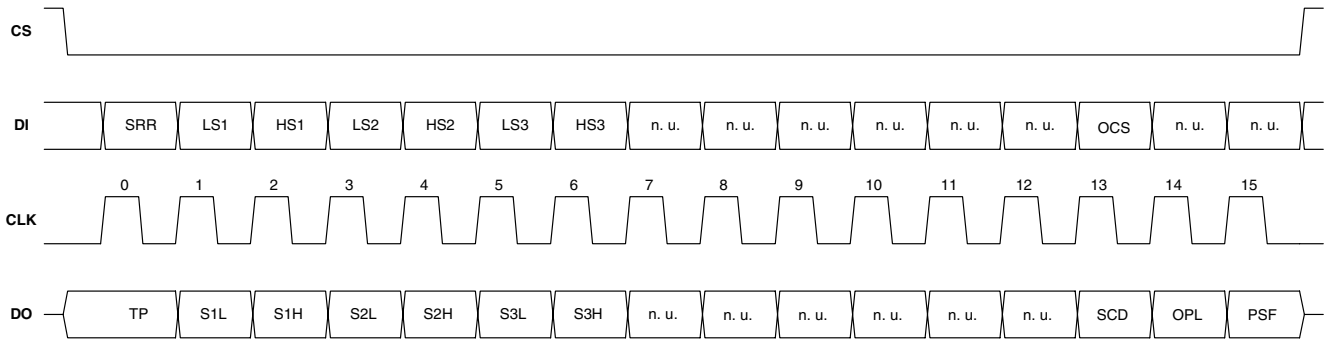 CS
DI SRR LS1 HS1 LS2 HS2 LS3 HS3 n. u. n. u. n. u. n. u. n. u. n. u. OCS n. u. n. u.
0 1 2 3 4 5 6 7 8 9 10 11 12 13 14 15
CLK
DO TP S1L S1H S2L S2H S3L S3H n. u. n. u. n. u. n. u. n. u. n. u. SCD OPL PSF